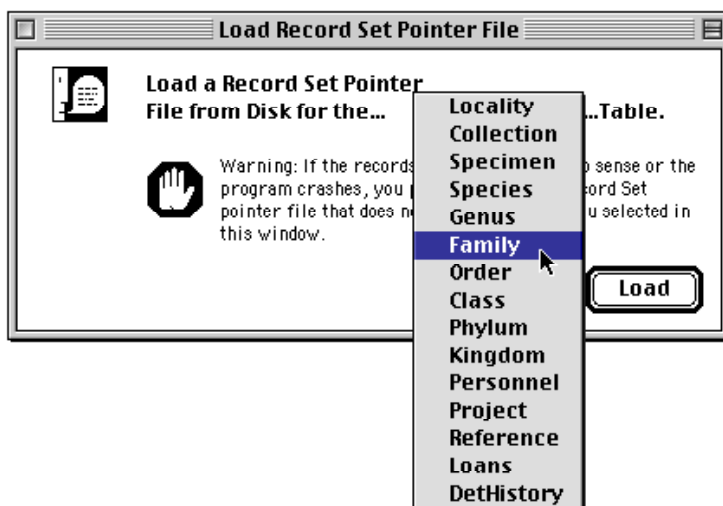 Load Record Set Pointer File
Load a Record Set Pointer
File from Disk for the... ...Table.
Warning: If the records sense or the
program crashes, you Set
pointer file that does selected in
this window.
Locality
Collection
Specimen
Species
Genus
Family
Order
Class
Phylum
Kingdom
Personnel
Project
Reference
Loans
DetHistory
Load